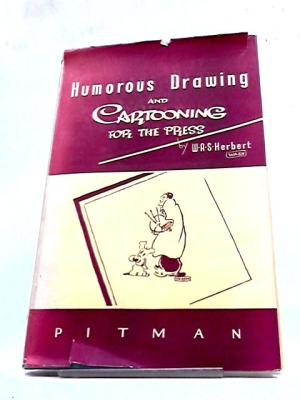 Humorous Drawing
AND
CARTOONING
FOR THE PRESS
by W.A.S. Herbert
PITMAN